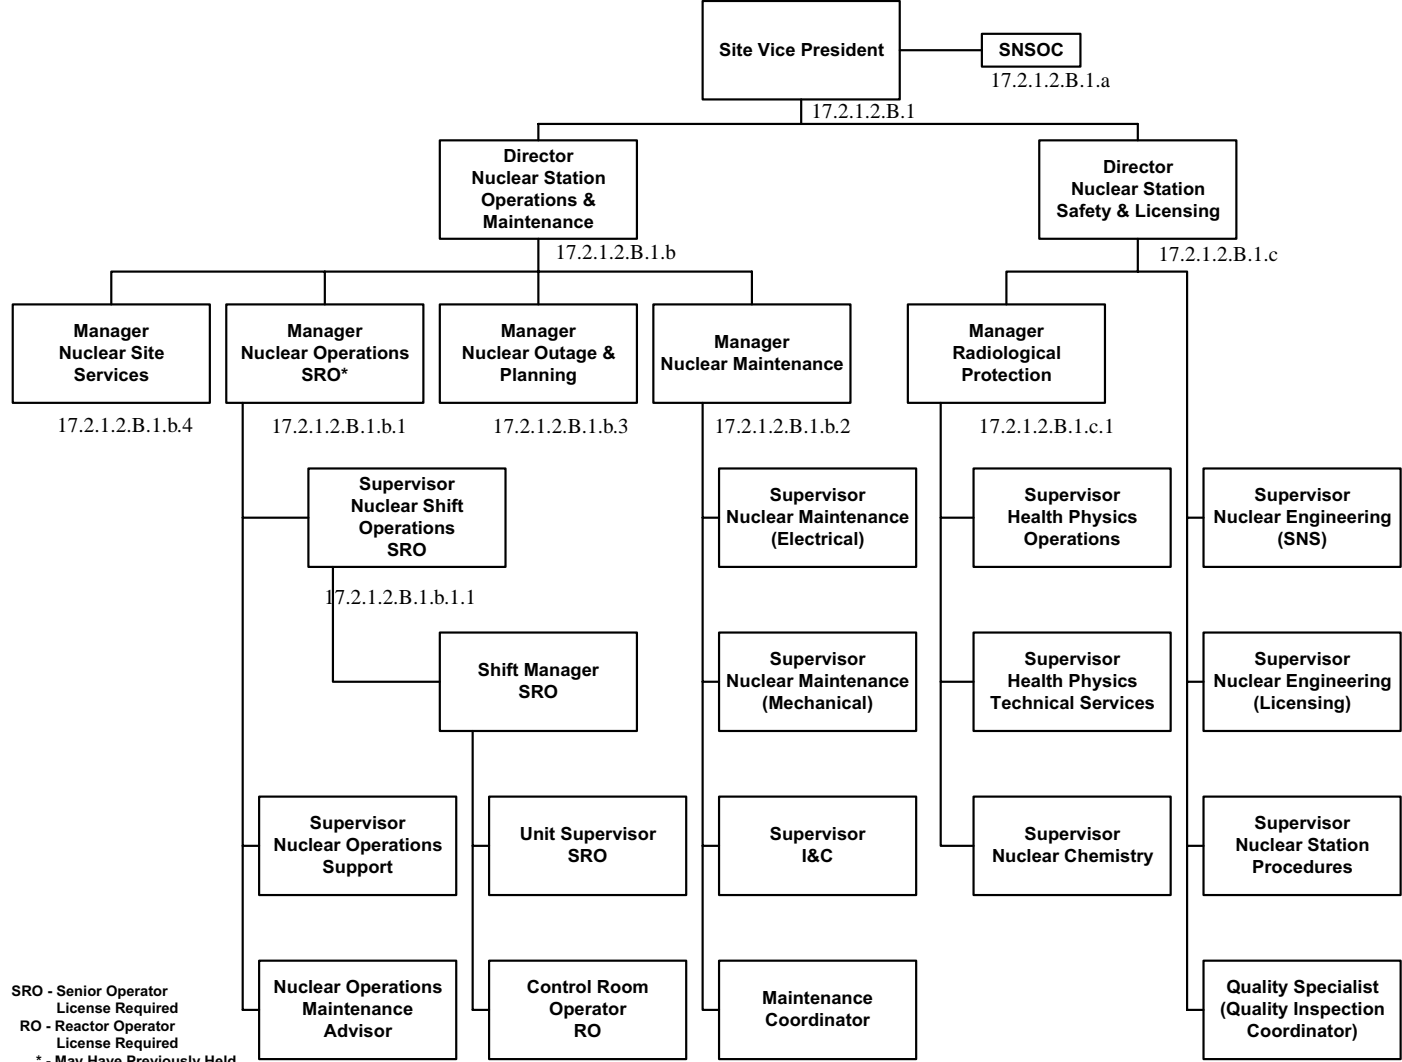 Site Vice President
SNSOC
17.2.1.2.B.1.a
17.2.1.2.B.1
Director
Nuclear Station
Operations &
Maintenance
Director
Nuclear Station
Safety & Licensing
17.2.1.2.B.1.b
17.2.1.2.B.1.c
Manager
Nuclear Site
Services
Manager
Nuclear Operations
SRO*
Manager
Nuclear Outage &
Planning
Manager
Nuclear Maintenance
Manager
Radiological
Protection
17.2.1.2.B.1.b.4
17.2.1.2.B.1.b.1
17.2.1.2.B.1.b.3
17.2.1.2.B.1.b.2
17.2.1.2.B.1.c.1
Supervisor
Nuclear Shift
Operations
SRO
Supervisor
Nuclear Maintenance
(Electrical)
Supervisor
Health Physics
Operations
Supervisor
Nuclear Engineering
(SNS)
17.2.1.2.B.1.b.1.1
Shift Manager
SRO
Supervisor
Nuclear Maintenance
(Mechanical)
Supervisor
Health Physics
Technical Services
Supervisor
Nuclear Engineering
(Licensing)
Supervisor
Nuclear Operations
Support
Unit Supervisor
SRO
Supervisor
I&C
Supervisor
Nuclear Chemistry
Supervisor
Nuclear Station
Procedures
Nuclear Operations
Maintenance
Advisor
Control Room
Operator
RO
Maintenance
Coordinator
Quality Specialist
(Quality Inspection
Coordinator)
SRO - Senior Operator
License Required
RO - Reactor Operator
License Required
* - May Have Previously Held